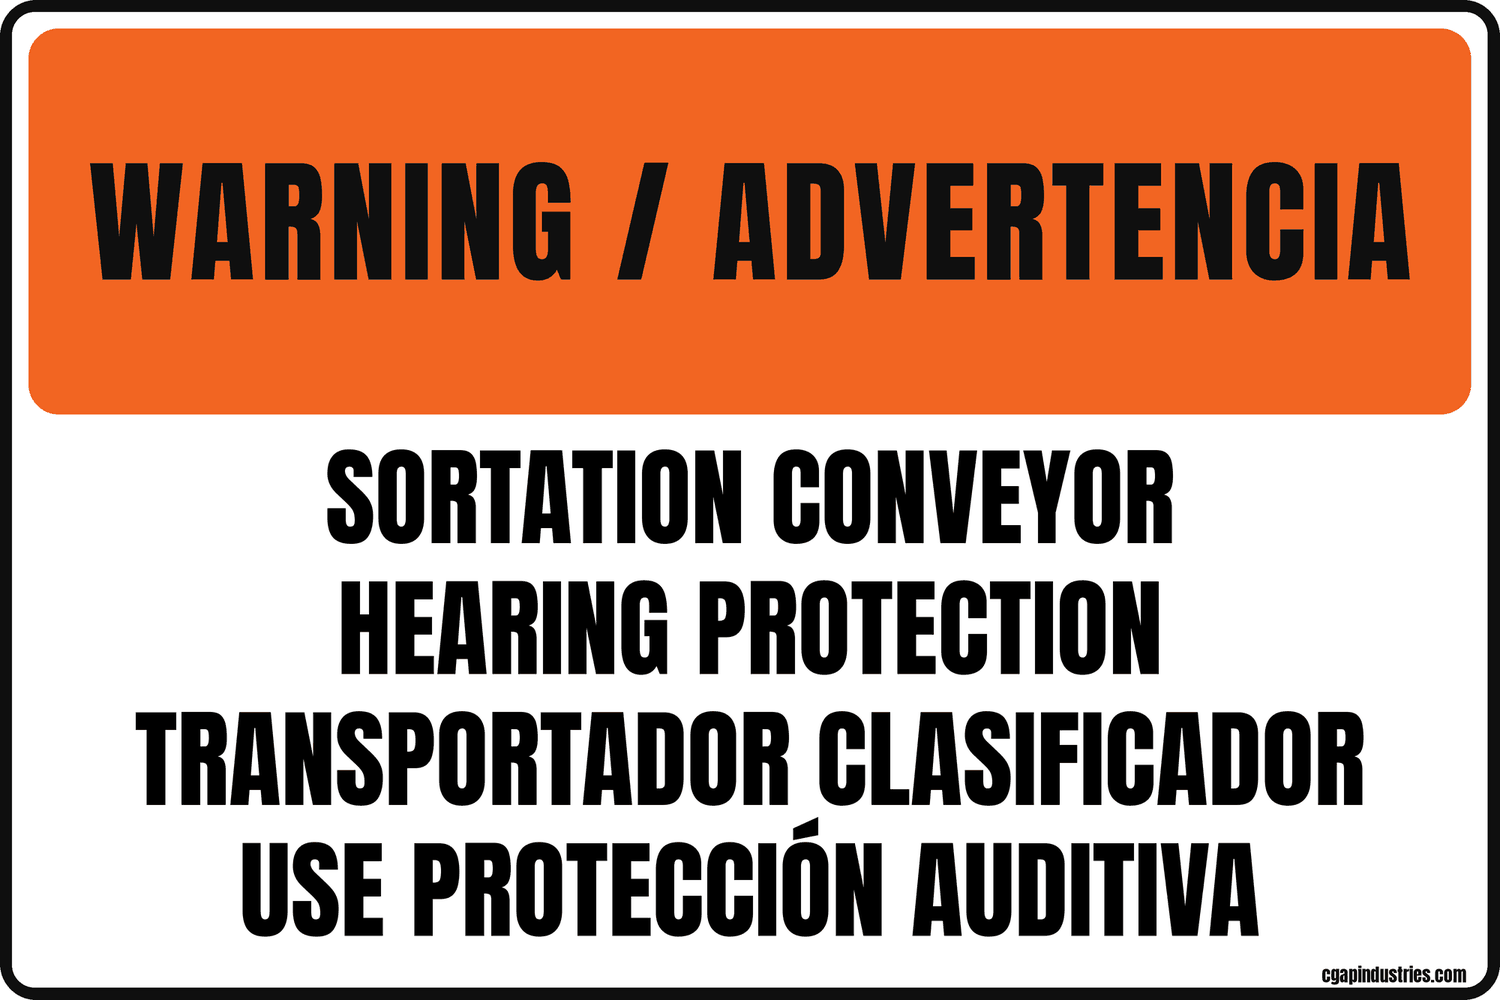 WARNING / ADVERTENCIA
SORTATION CONVEYOR
HEARING PROTECTION
TRANSPORTADOR CLASIFICADOR
USE PROTECCIÓN AUDITIVA
cgapindustries.com